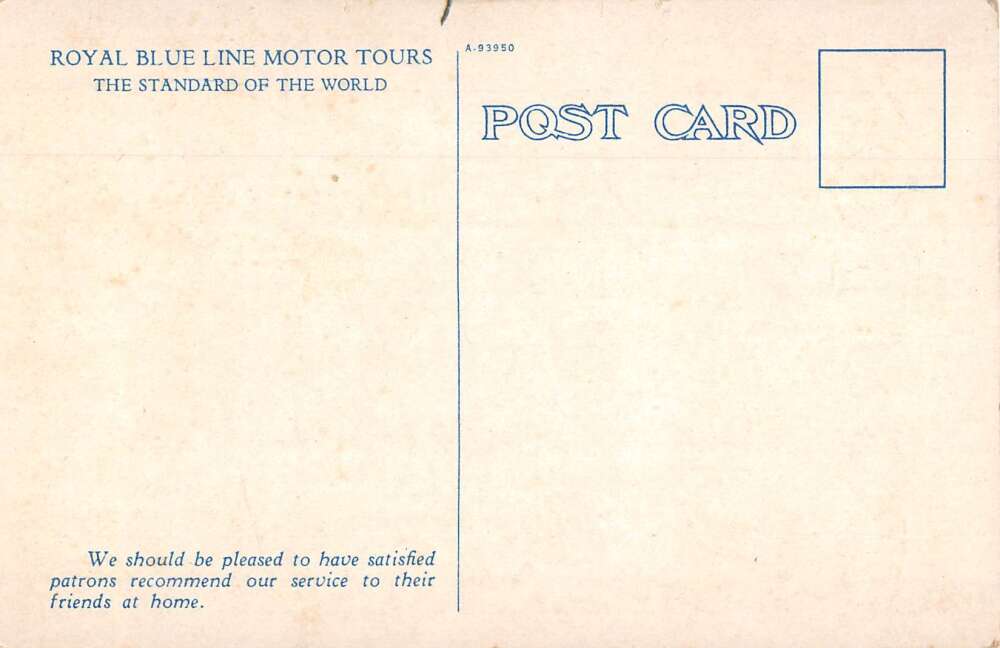 ROYAL BLUE LINE MOTOR TOURS
THE STANDARD OF THE WORLD
A-93950
POST CARD
We should be pleased to have satisfied
patrons recommend our service to their
friends at home.